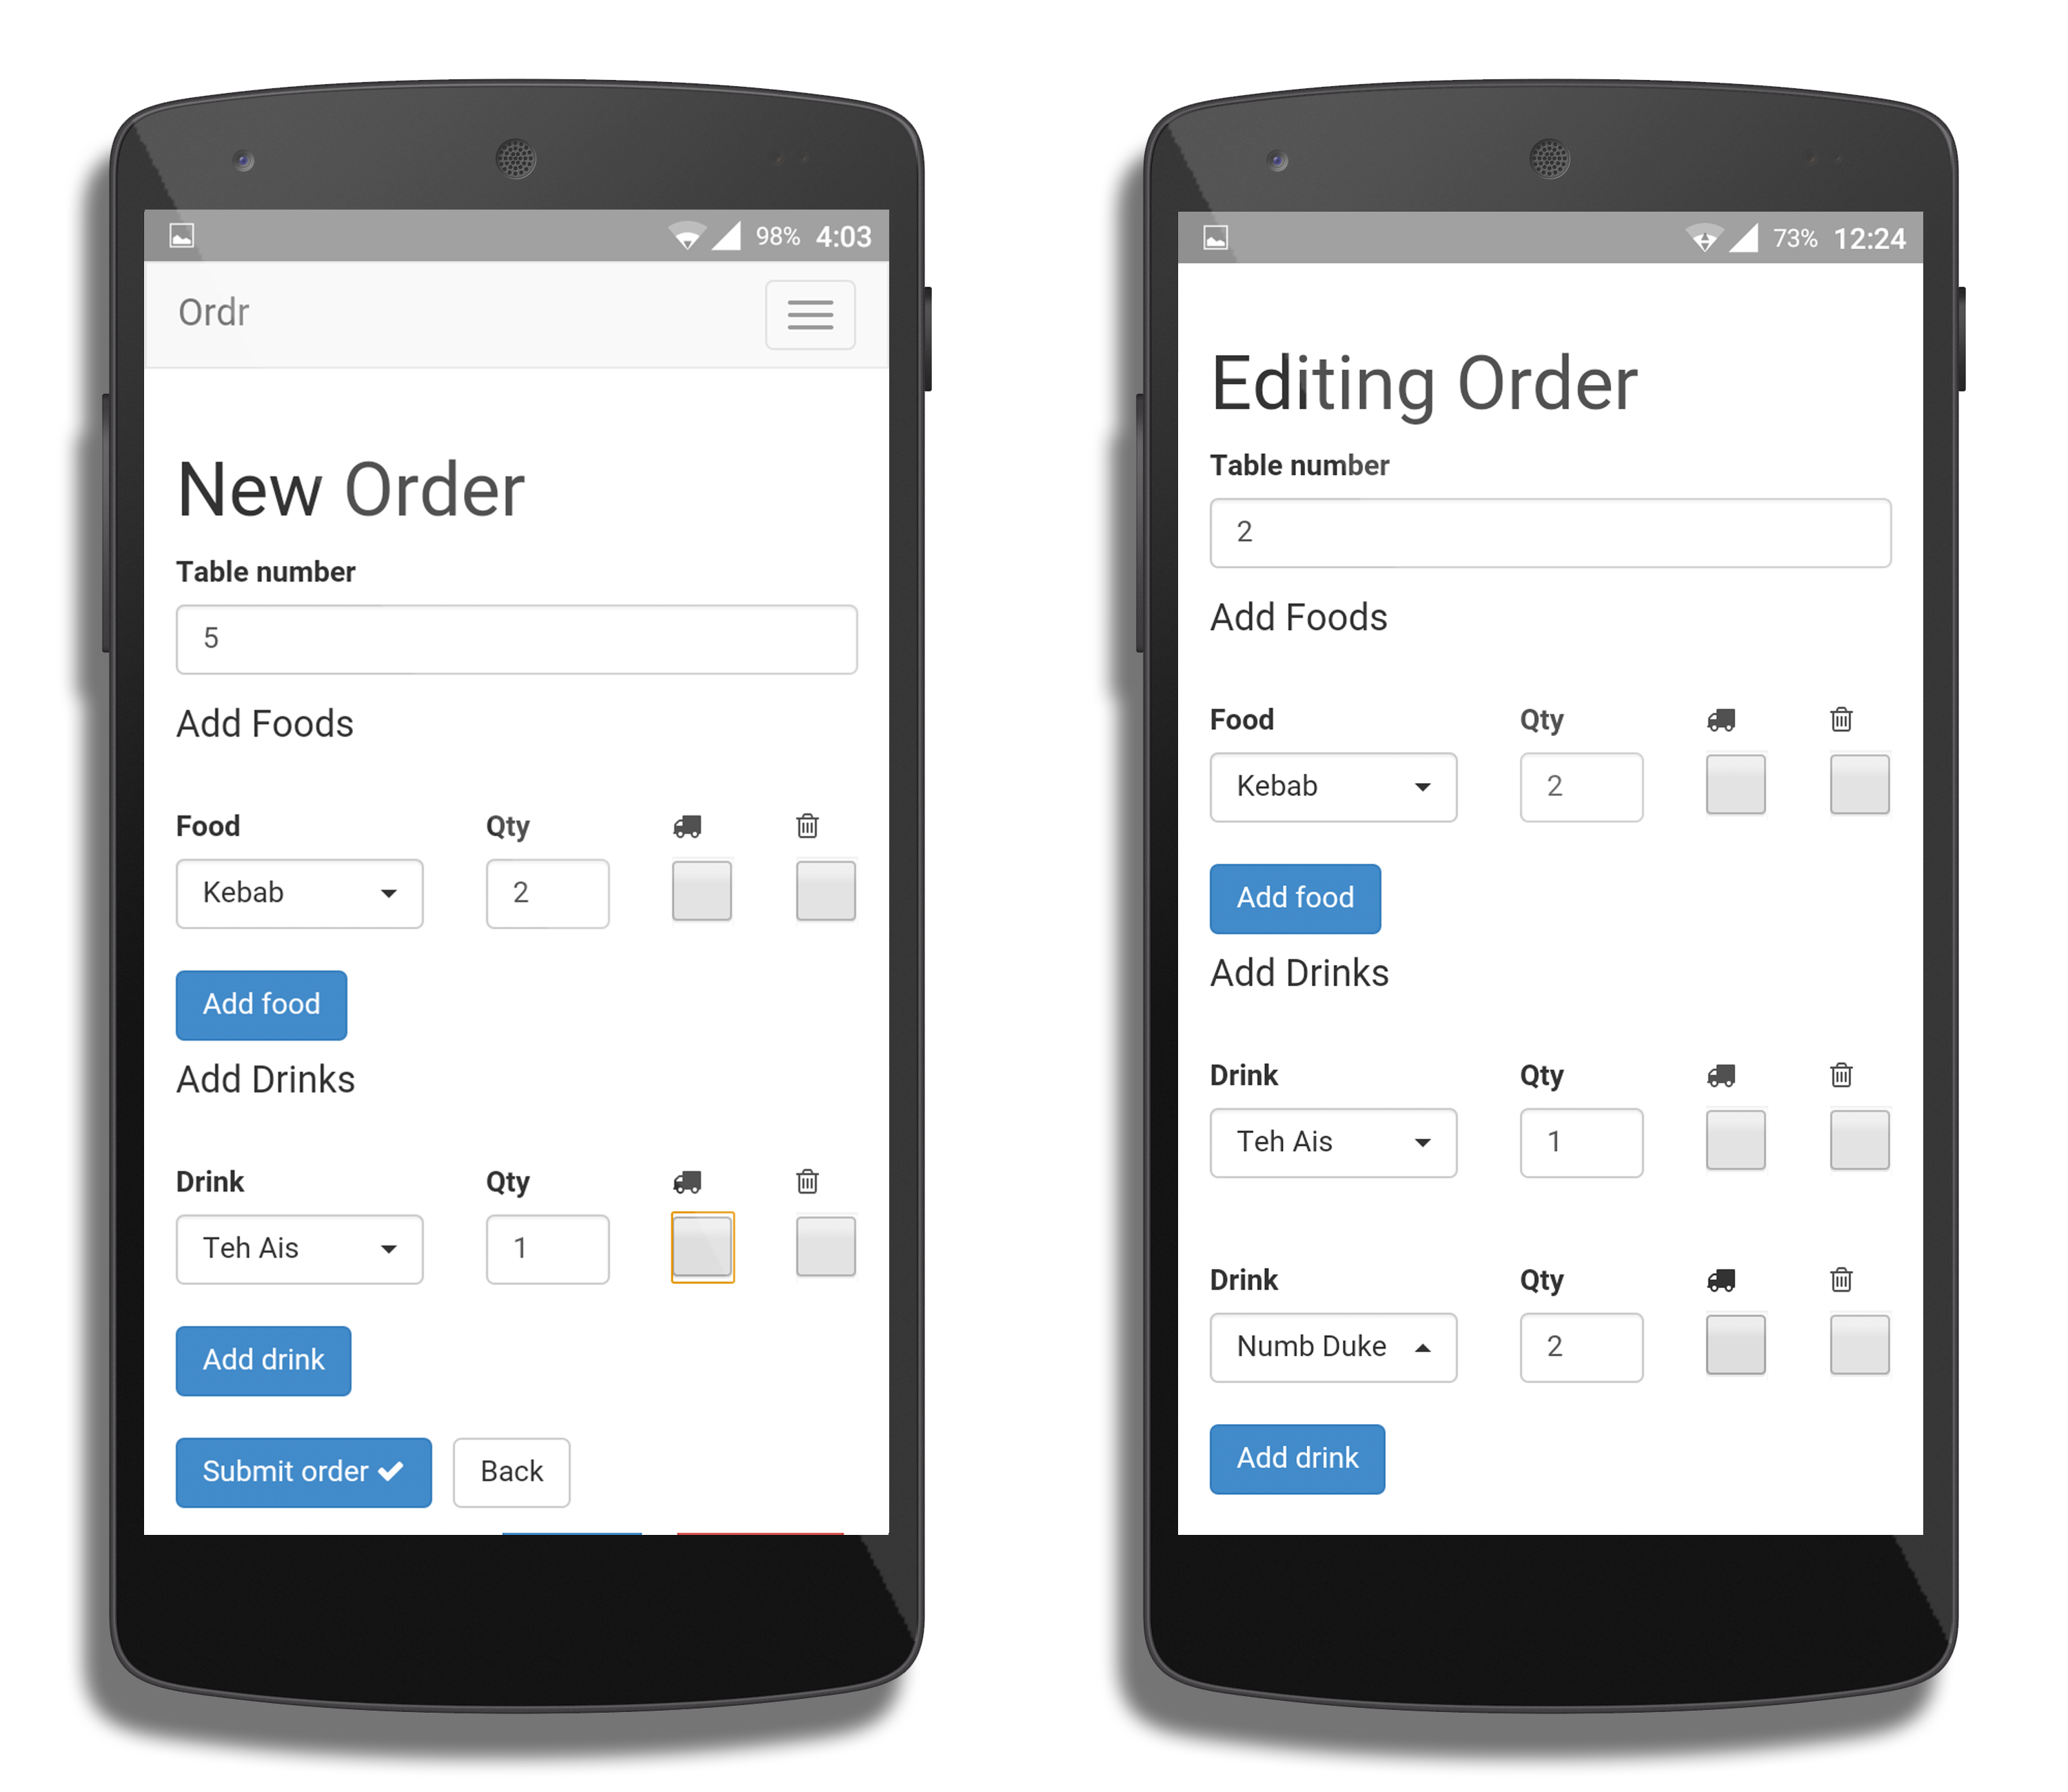 98% 4:03
Ordr
New Order
Table number
5
Add Foods
Food Qty
Kebab 2
Add food
Add Drinks
Drink Qty
Teh Ais 1
Add drink
Submit order Back
73% 12:24
Editing Order
Table number
2
Add Foods
Food Qty
Kebab 2
Add food
Add Drinks
Drink Qty
Teh Ais 1
Drink Qty
Numb Duke 2
Add drink